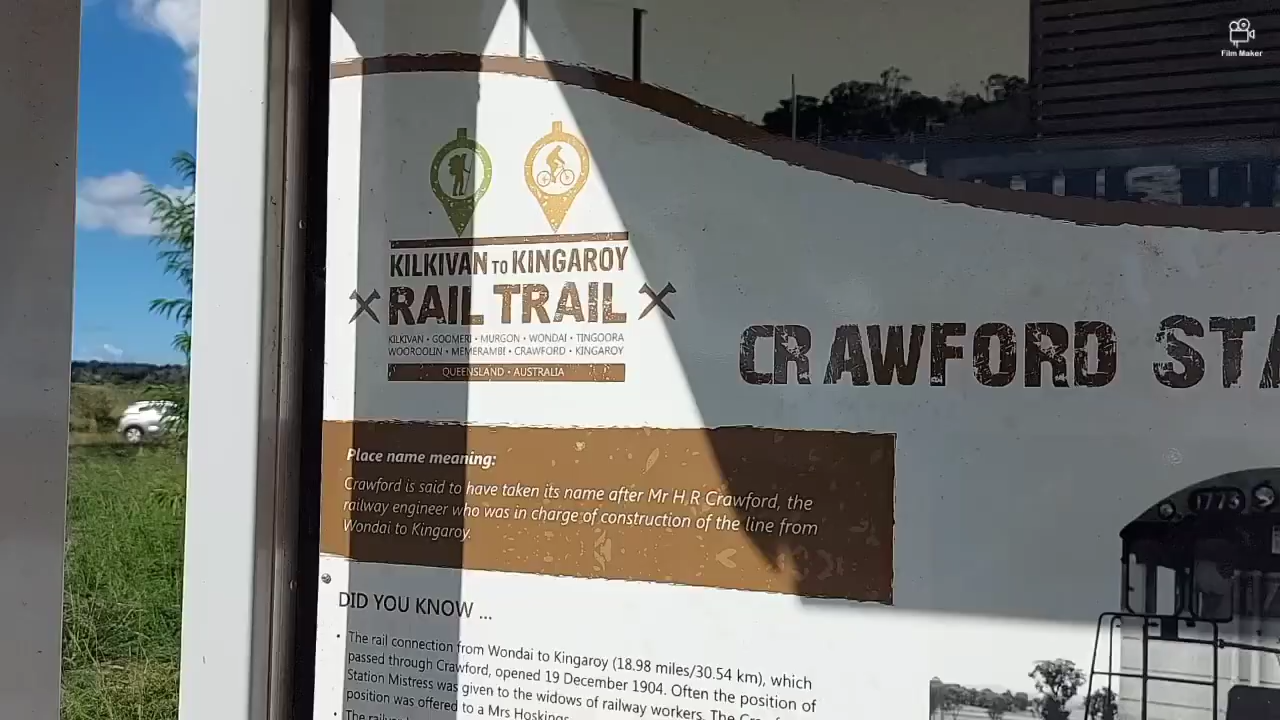 Film Maker
KILKIVAN TO KINGAROY
RAIL TRAIL
KILKIVAN • GOOMERI • MURGON • WONDAI • TINGOORA
WOOROOLIN • MEMERAMBI • CRAWFORD • KINGAROY
QUEENSLAND • AUSTRALIA
CRAWFORD
Place name meaning:
Crawford is said to have taken its name after Mr H R Crawford, the
railway engineer who was in charge of construction of the line from
Wondai to Kingaroy.
1773
DID YOU KNOW ...
• The rail connection from Wondai to Kingaroy (18.98 miles/30.54 km), which
passed through Crawford, opened 19 December 1904. Often the position of
Station Mistress was given to the widows of railway workers. The
position was offered to a Mrs
• The